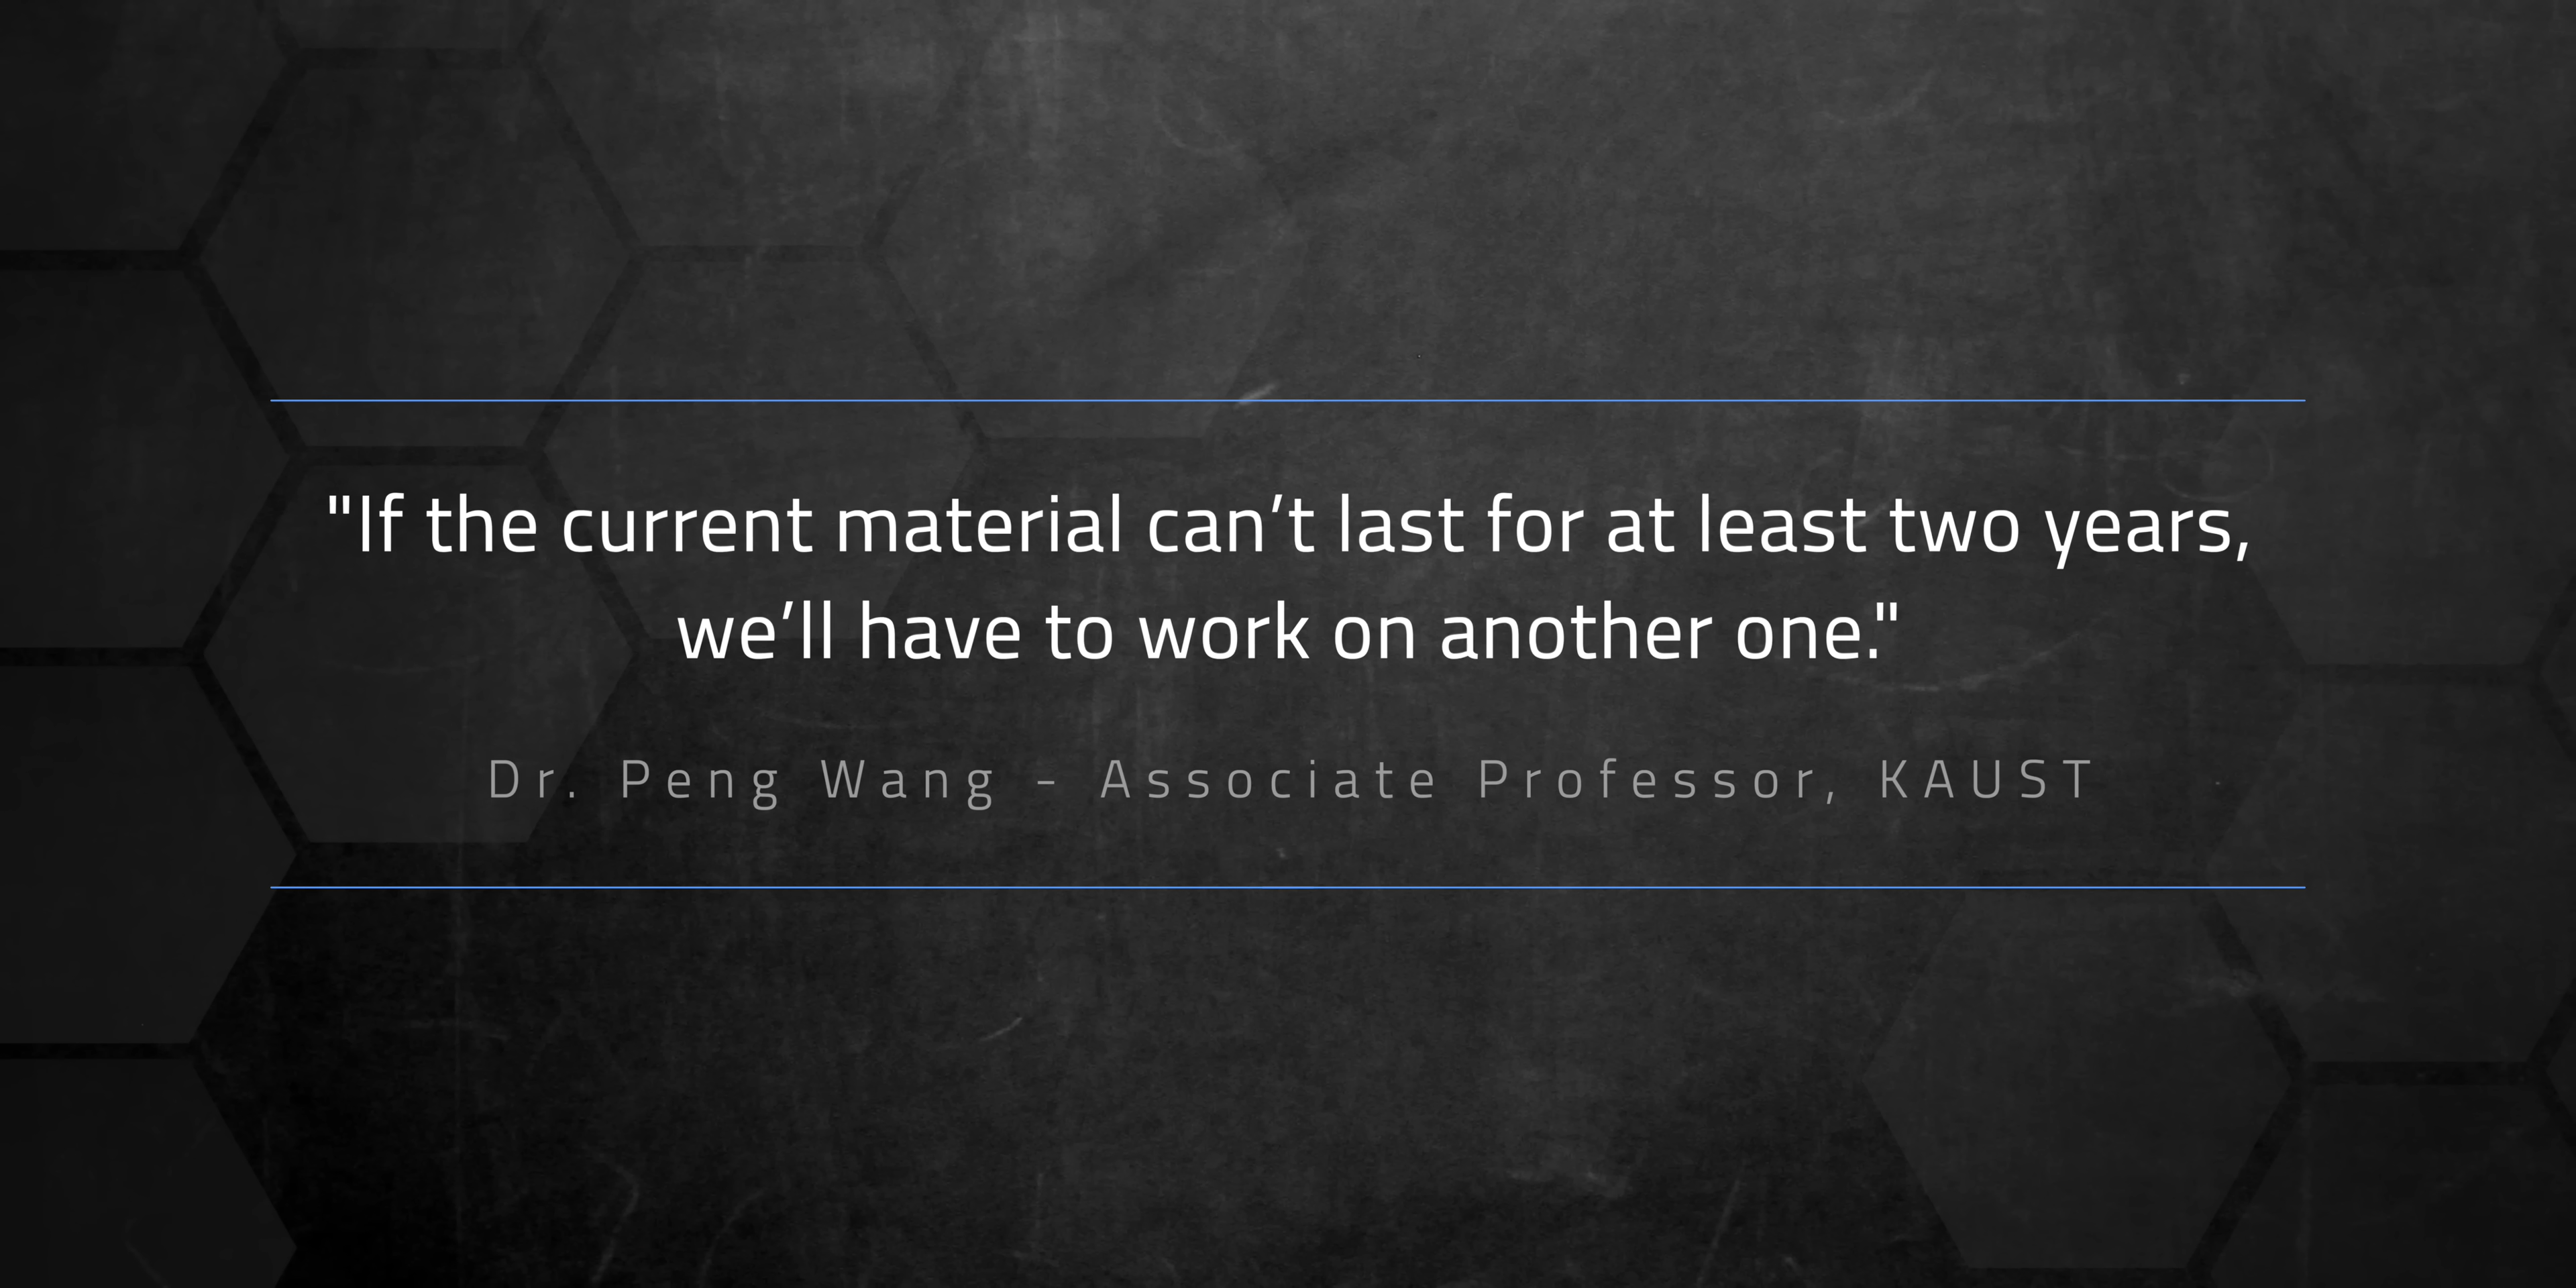 "If the current material can’t last for at least two years,
we’ll have to work on another one."
Dr. Peng Wang - Associate Professor, KAUST